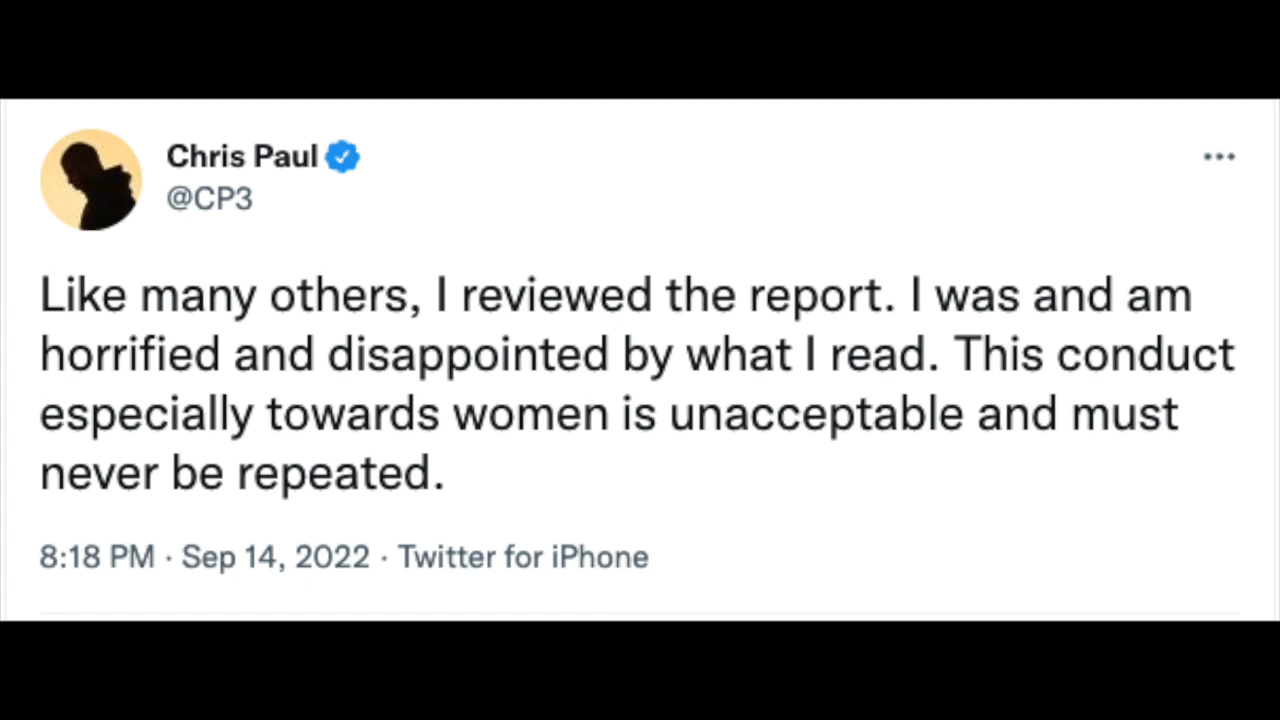 Chris Paul
@CP3
Like many others, I reviewed the report. I was and am
horrified and disappointed by what I read. This conduct
especially towards women is unacceptable and must
never be repeated.
8:18 PM · Sep 14, 2022 · Twitter for iPhone